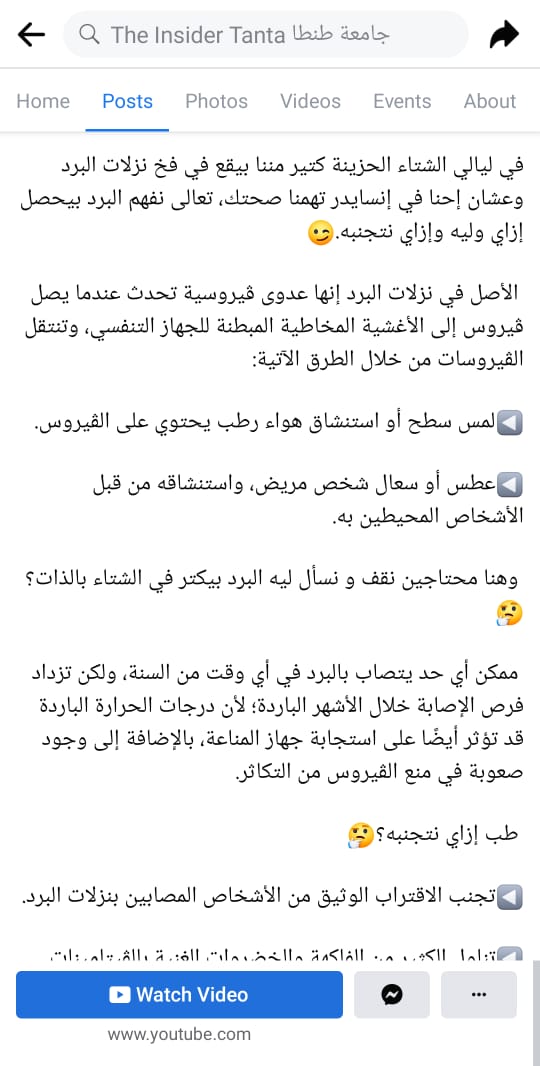 The Insider Tanta جامعة طنطا
Home Posts Photos Videos Events About
في ليالي الشتاء الحزينة كتير مننا بيقع في فخ نزلات البرد
وعشان إحنا في إنسايدر تهمنا صحتك، تعالى نفهم البرد بيحصل
إزاي وليه وإزاي نتجنبه.😉
الأصل في نزلات البرد إنها عدوى ڤيروسية تحدث عندما يصل
ڤيروس إلى الأغشية المخاطية المبطنة للجهاز التنفسي، وتنتقل
الڤيروسات من خلال الطرق الآتية:
◀️لمس سطح أو استنشاق هواء رطب يحتوي على الڤيروس.
◀️عطس أو سعال شخص مريض، واستنشاقه من قبل
الأشخاص المحيطين به.
وهنا محتاجين نقف و نسأل ليه البرد بيكتر في الشتاء بالذات؟
🤔
ممكن أي حد يتصاب بالبرد في أي وقت من السنة، ولكن تزداد
فرص الإصابة خلال الأشهر الباردة؛ لأن درجات الحرارة الباردة
قد تؤثر أيضًا على استجابة جهاز المناعة، بالإضافة إلى وجود
صعوبة في منع الڤيروس من التكاثر.
طب إزاي نتجنبه؟🤔
◀️تجنب الاقتراب الوثيق من الأشخاص المصابين بنزلات البرد.
◀️تناول الكثير من الفاكهة والخضروات الغنية بالڤيتامينات
Watch Video
www.youtube.com